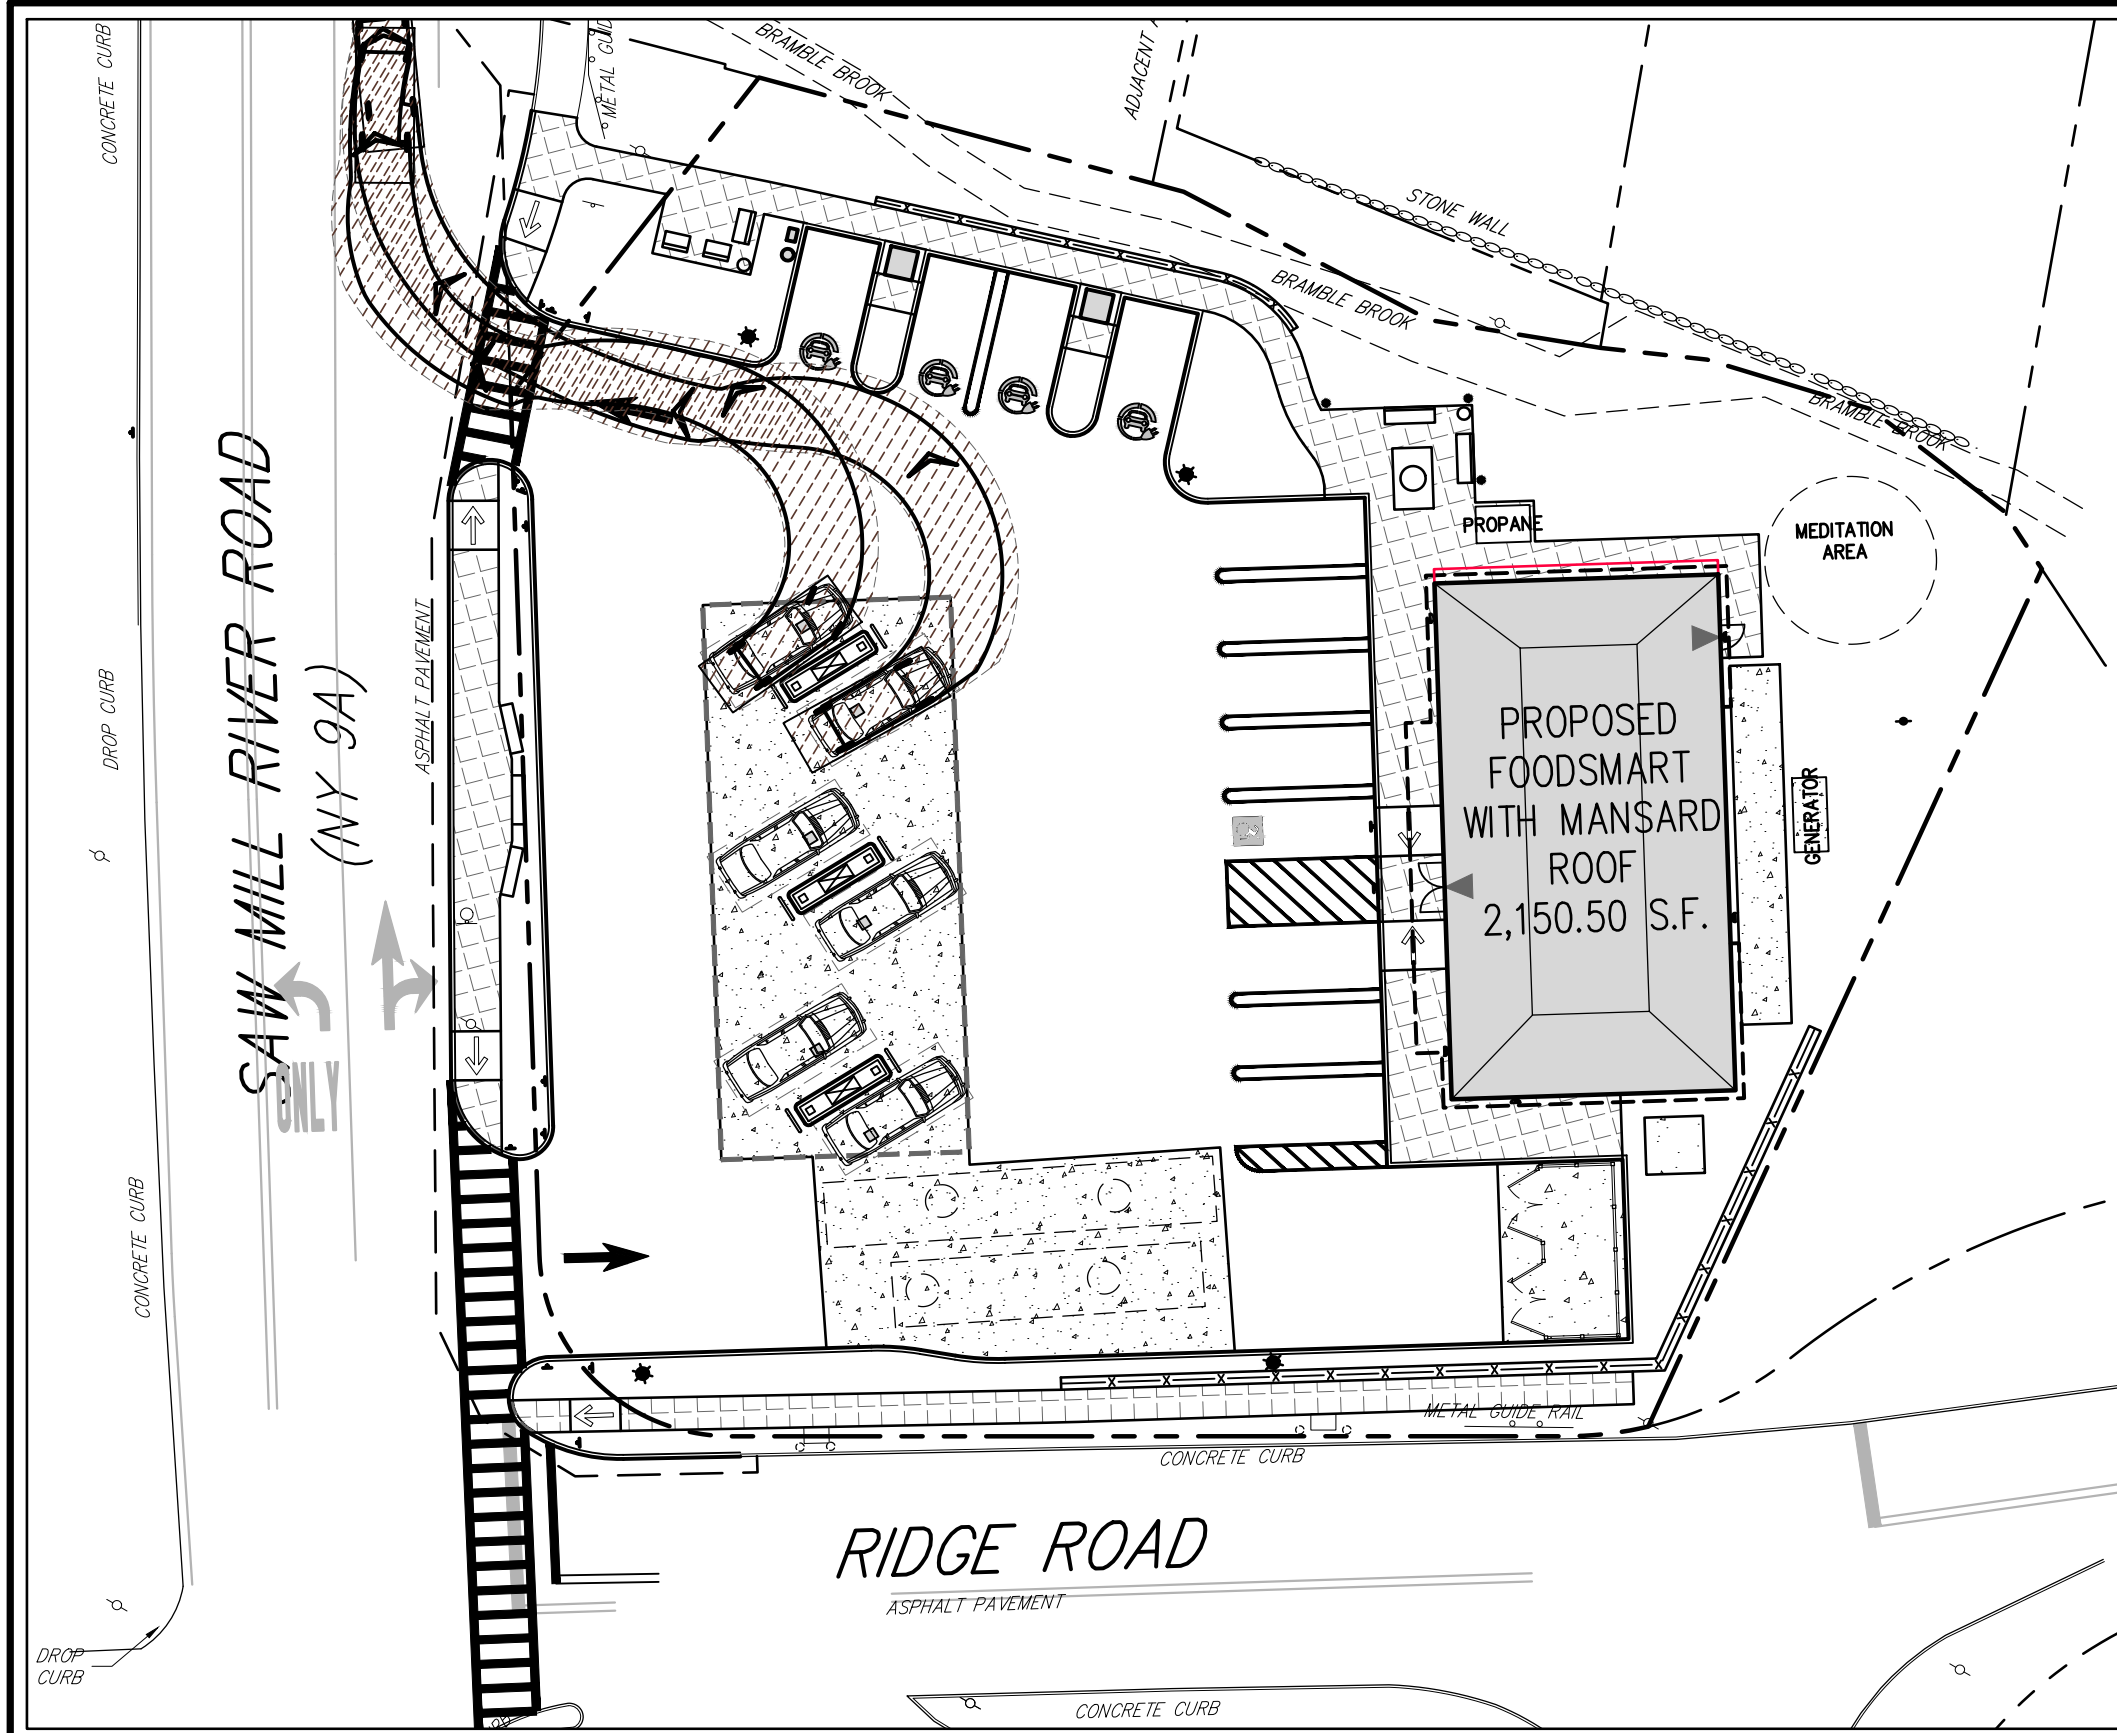 CONCRETE CURB
METAL GUID
BRAMBLE BROOK
ADJACENT
STONE WALL
BRAMBLE BROOK
BRAMBLE BROOK
PROPANE
MEDITATION
AREA
SAW MILL RIVER ROAD
(NY 9A)
ASPHALT PAVEMENT
DROP CURB
PROPOSED
FOODSMART
WITH MANSARD
ROOF
2,150.50 S.F.
GENERATOR
ONLY
CONCRETE CURB
METAL GUIDE RAIL
CONCRETE CURB
RIDGE ROAD
ASPHALT PAVEMENT
DROP
CURB
CONCRETE CURB